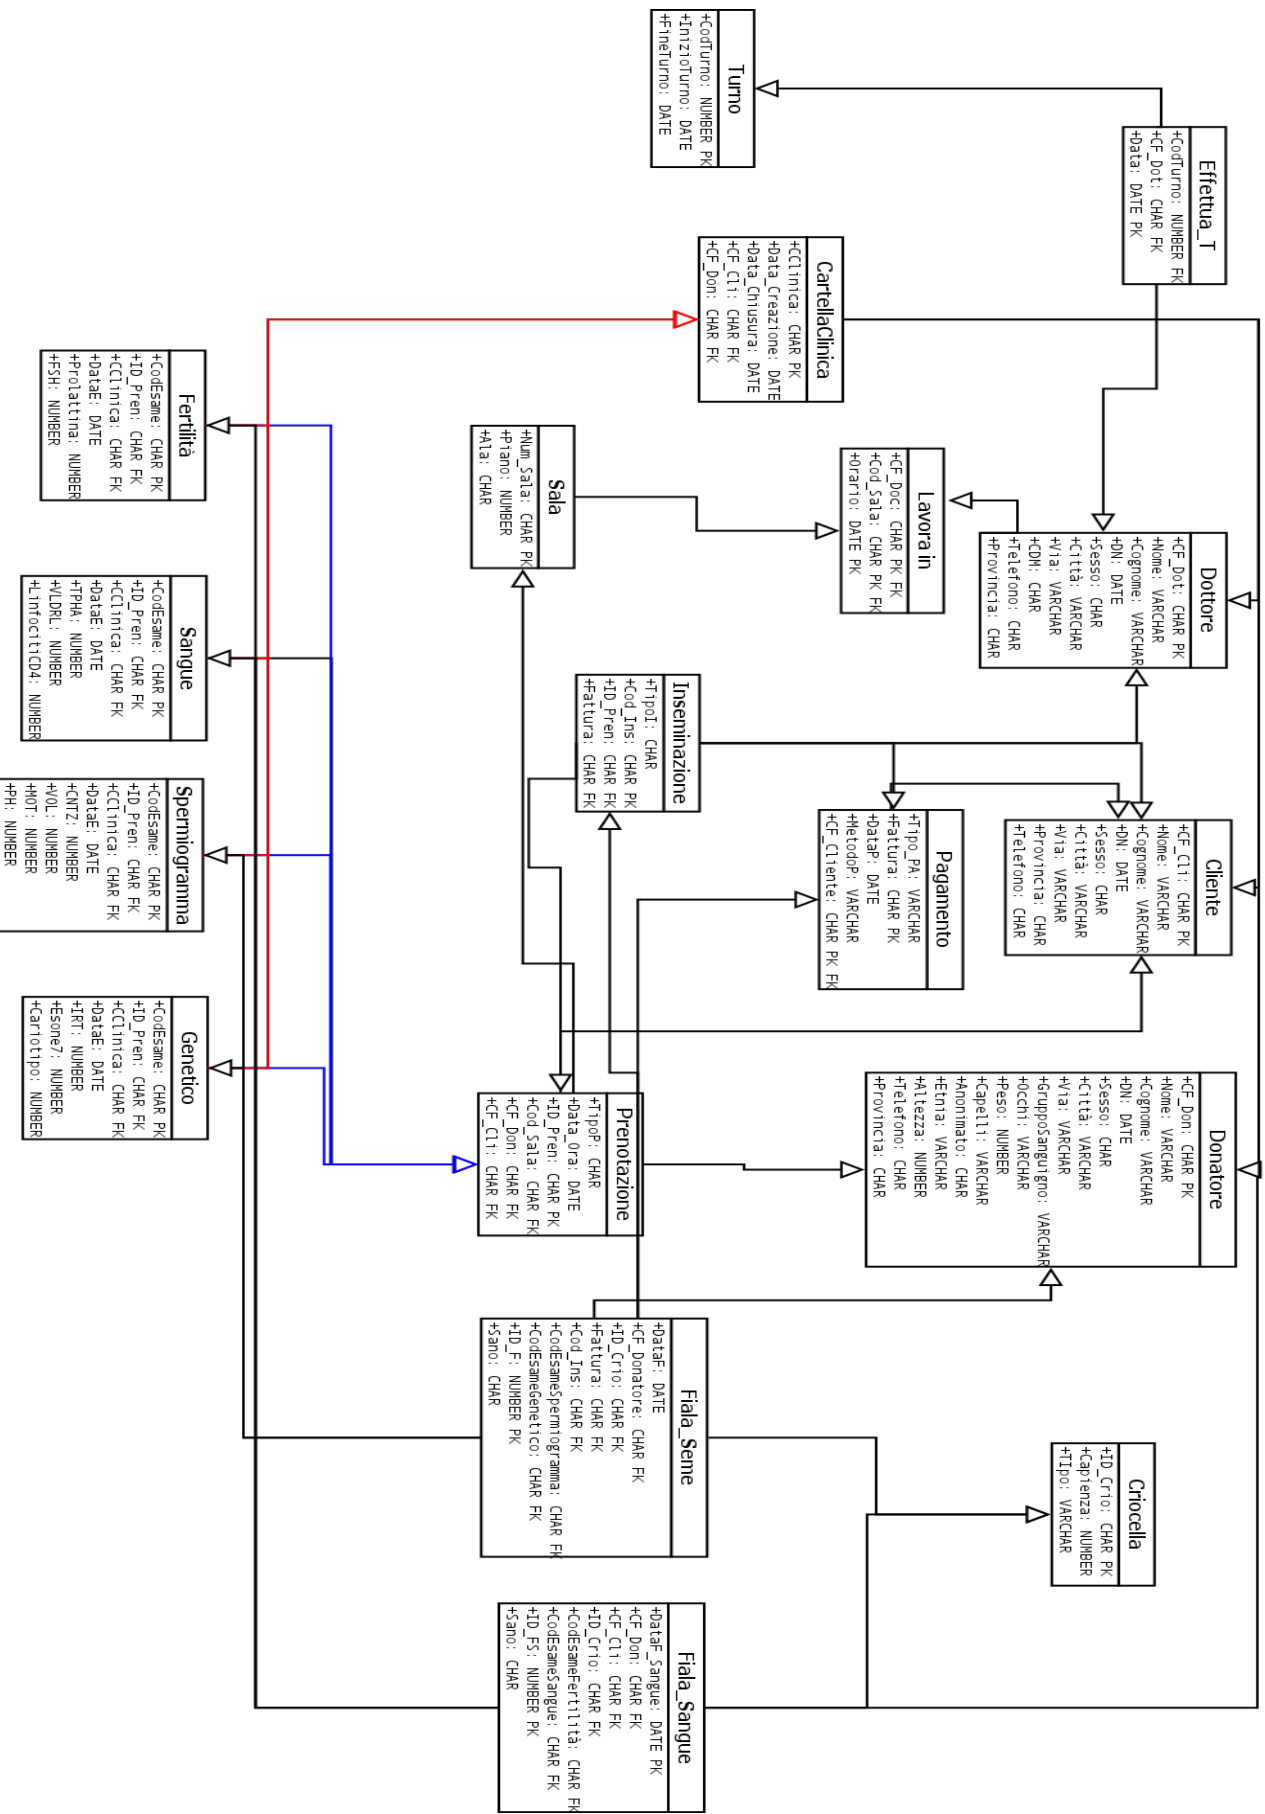 Effettua_T
+CodTurno: NUMBER FK
+CF_Dot: CHAR FK
+Data: DATE PK
Turno
+CodTurno: NUMBER PK
+InizioTurno: DATE
+FineTurno: DATE
CartellaClinica
+CClinica: CHAR PK
+Data_Creazione: DATE
+Data_Chiusura: DATE
+CF_Cli: CHAR FK
+CF_Don: CHAR FK
Dottore
+CF_Dot: CHAR PK
+Nome: VARCHAR
+Cognome: VARCHAR
+DN: DATE
+Sesso: CHAR
+Città: VARCHAR
+Via: VARCHAR
+CDM: CHAR
+Telefono: CHAR
+Provincia: CHAR
Lavora in
+CF_Doc: CHAR PK FK
+Cod_Sala: CHAR PK FK
+Orario: DATE PK
Sala
+Num_Sala: CHAR PK
+Piano: NUMBER
+Ala: CHAR
Fertilità
+CodEsame: CHAR PK
+ID_Pren: CHAR FK
+CClinica: CHAR FK
+DataE: DATE
+Prolattina: NUMBER
+FSH: NUMBER
Sangue
+CodEsame: CHAR PK
+ID_Pren: CHAR FK
+CClinica: CHAR FK
+DataE: DATE
+TPHA: NUMBER
+VLDRL: NUMBER
+LinfocitiCD4: NUMBER
Inseminazione
+TipoI: CHAR
+Cod_Ins: CHAR PK
+ID_Pren: CHAR FK
+Fattura: CHAR FK
Cliente
+CF_Cli: CHAR PK
+Nome: VARCHAR
+Cognome: VARCHAR
+DN: DATE
+Sesso: CHAR
+Città: VARCHAR
+Via: VARCHAR
+Provincia: CHAR
+Telefono: CHAR
Pagamento
+Tipo_PA: VARCHAR
+Fattura: CHAR PK
+DataP: DATE
+MetodoP: VARCHAR
+CF_Cliente: CHAR PK FK
Spermiogramma
+CodEsame: CHAR PK
+ID_Pren: CHAR FK
+CClinica: CHAR FK
+DataE: DATE
+CNTZ: NUMBER
+VOL: NUMBER
+MOT: NUMBER
+PH: NUMBER
Genetico
+CodEsame: CHAR PK
+ID_Pren: CHAR FK
+CClinica: CHAR FK
+DataE: DATE
+IRT: NUMBER
+Esone7: NUMBER
+Cariotipo: NUMBER
Donatore
+CF_Don: CHAR PK
+Nome: VARCHAR
+Cognome: VARCHAR
+DN: DATE
+Sesso: CHAR
+Città: VARCHAR
+Via: VARCHAR
+GruppoSanguigno: VARCHAR
+Occhi: VARCHAR
+Peso: NUMBER
+Capelli: VARCHAR
+Anonimato: CHAR
+Etnia: VARCHAR
+Altezza: NUMBER
+Telefono: CHAR
+Provincia: CHAR
Prenotazione
+TipoP: CHAR
+Data_Ora: DATE
+ID_Pren: CHAR PK
+Cod_Sala: CHAR FK
+CF_Don: CHAR FK
+CF_Cli: CHAR FK
Fiala_Seme
+DataF: DATE
+CF_Donatore: CHAR FK
+ID_Crio: CHAR FK
+Fattura: CHAR FK
+Cod_Ins: CHAR FK
+CodEsameSpermiogramma: CHAR FK
+CodEsameGenetico: CHAR FK
+ID_F: NUMBER PK
+Sano: CHAR
Criocella
+ID_Crio: CHAR PK
+Capienza: NUMBER
+TIpo: VARCHAR
Fiala_Sangue
+DataF_Sangue: DATE PK
+CF_Don: CHAR FK
+CF_Cli: CHAR FK
+ID_Crio: CHAR FK
+CodEsameFertilità: CHAR FK
+CodEsameSangue: CHAR FK
+ID_FS: NUMBER PK
+Sano: CHAR